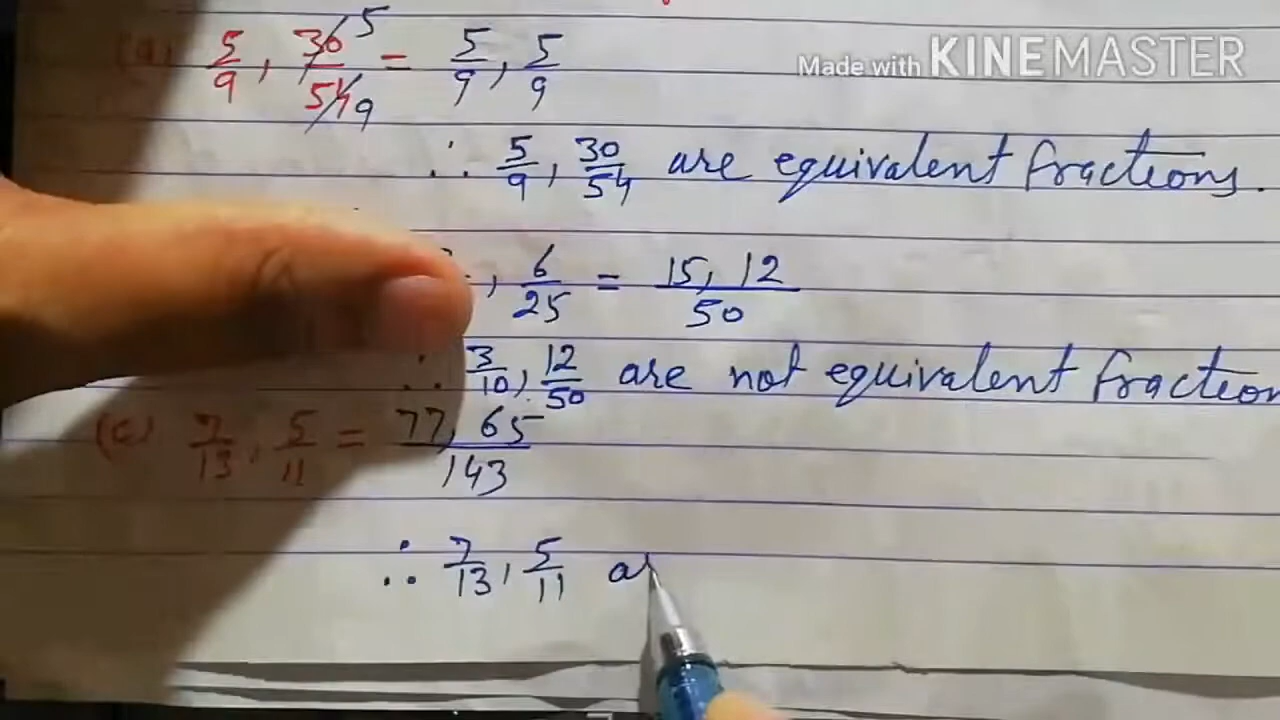 Made with KINEMASTER
(a) 5/9, 30/54 5 9 = 5/9, 5/9
∴ 5/9, 30/54 are equivalent fractions.
, 6/25 = 15, 12/50
∴ 3/10, 12/50 are not equivalent fraction
(c) 7/13, 5/11 = 77, 65/143
∴ 7/13, 5/11 a